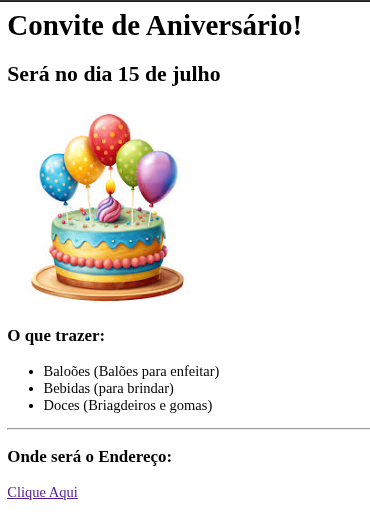 Convite de Aniversário!
Será no dia 15 de julho
O que trazer:
Baloões (Balões para enfeitar)
Bebidas (para brindar)
Doces (Briagdeiros e gomas)
Onde será o Endereço:
Clique Aqui